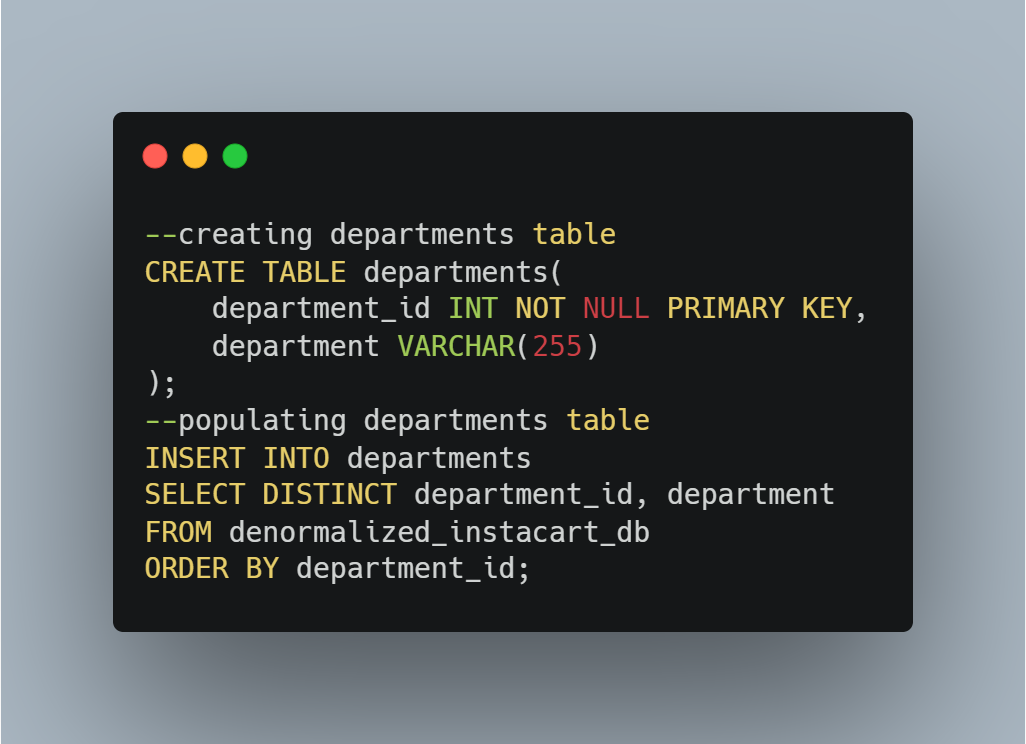 --creating departments table
CREATE TABLE departments(
    department_id INT NOT NULL PRIMARY KEY,
    department VARCHAR(255)
);
--populating departments table
INSERT INTO departments
SELECT DISTINCT department_id, department
FROM denormalized_instacart_db
ORDER BY department_id;